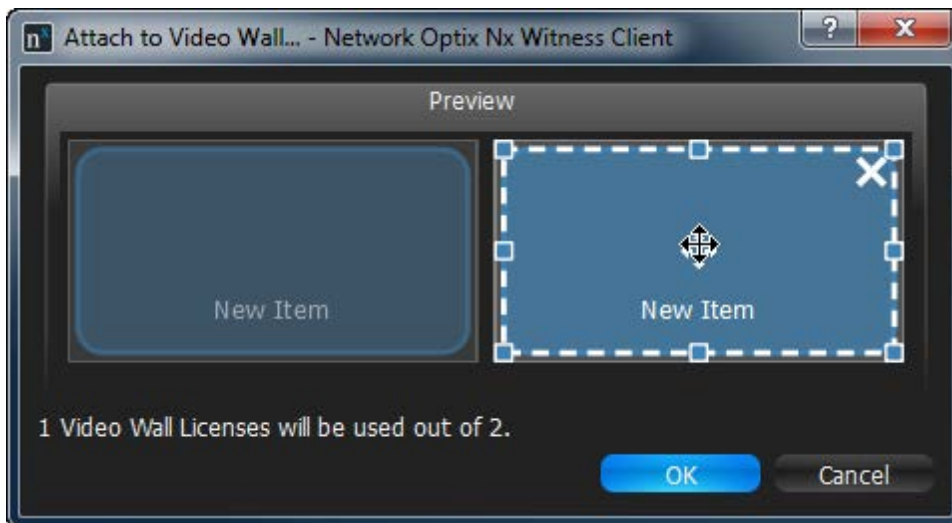 nx Attach to Video Wall... - Network Optix Nx Witness Client ? X
Preview
New Item New Item
1 Video Wall Licenses will be used out of 2.
OK Cancel